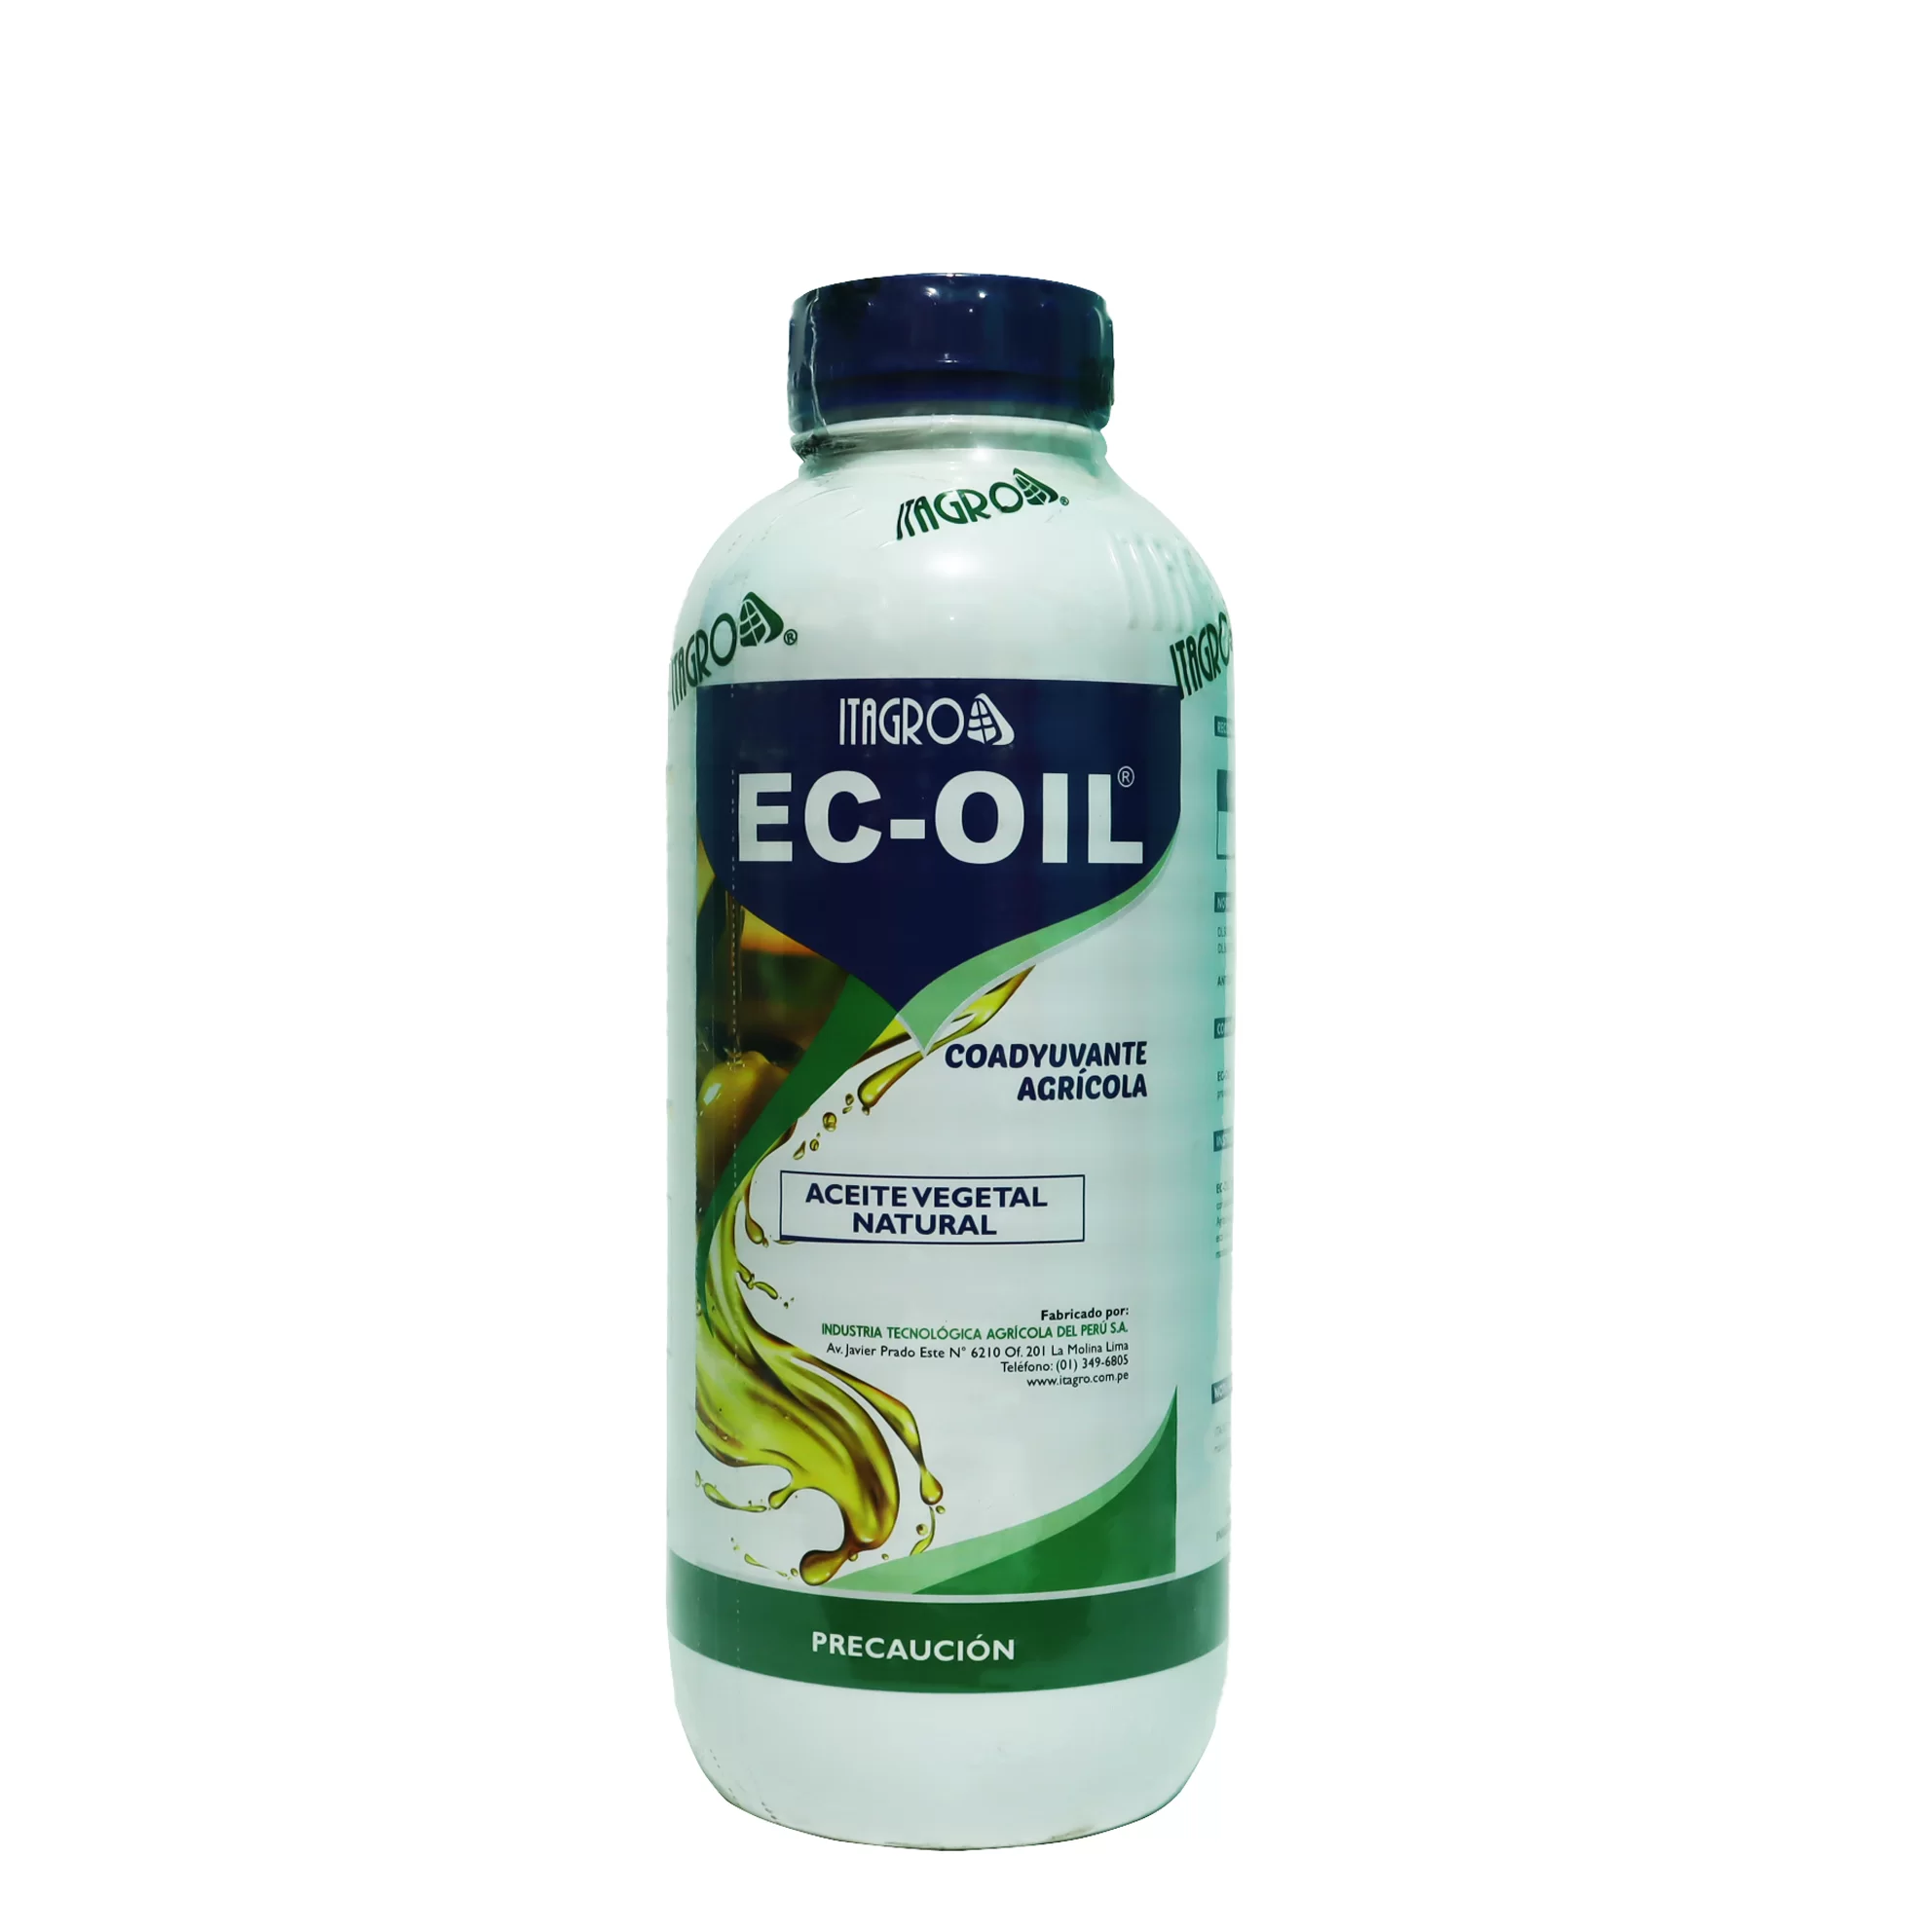 ITAGRO®
ITAGRO®
ITAGRO
ITAGRO
EC-OIL®
COADYUVANTE
AGRÍCOLA
ACEITE VEGETAL
NATURAL
Fabricado por:
INDUSTRIA TECNOLÓGICA AGRÍCOLA DEL PERÚ S.A.
Av. Javier Prado Este N° 6210 Of. 201 La Molina Lima
Teléfono: (01) 349-6805
www.itagro.com.pe
PRECAUCIÓN